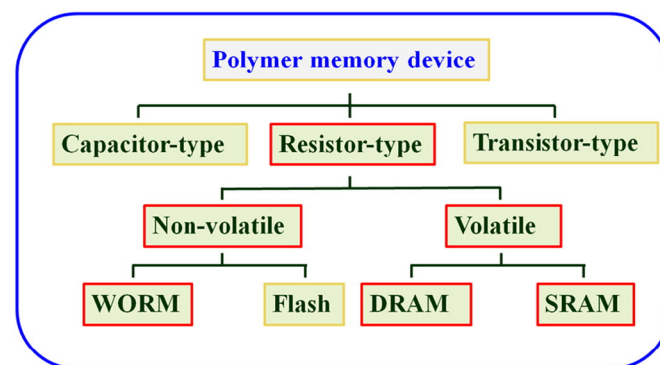 Polymer memory device
Capacitor-type
Resistor-type
Transistor-type
Non-volatile
Volatile
WORM
Flash
DRAM
SRAM